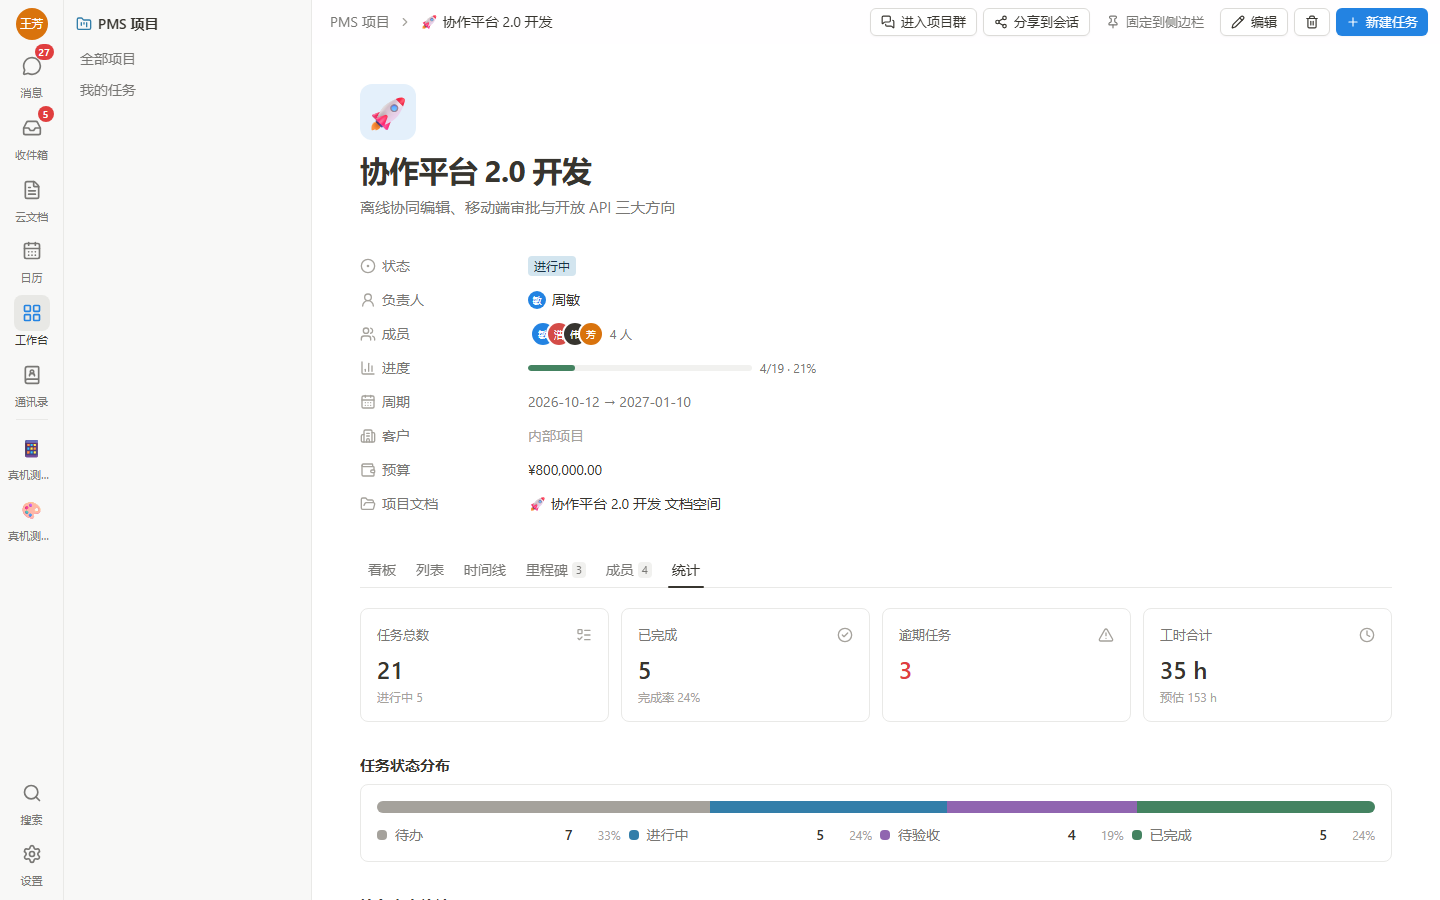 王芳
27
消息
5
收件箱
云文档
日历
工作台
通讯录
真机测...
真机测...
搜索
设置
PMS 项目
全部项目
我的任务
PMS 项目
协作平台 2.0 开发
进入项目群
分享到会话
固定到侧边栏
编辑
新建任务
协作平台 2.0 开发
离线协同编辑、移动端审批与开放 API 三大方向
状态
进行中
负责人
敏 周敏
成员
芳 4 人
进度
4/19 · 21%
周期
2026-10-12 → 2027-01-10
客户
内部项目
预算
¥800,000.00
项目文档
协作平台 2.0 开发 文档空间
看板 列表 时间线 里程碑 3 成员 4 统计
任务总数
21
进行中 5
已完成
5
完成率 24%
逾期任务
3
工时合计
35 h
预估 153 h
任务状态分布
待办 7 33% 进行中 5 24% 待验收 4 19% 已完成 5 24%